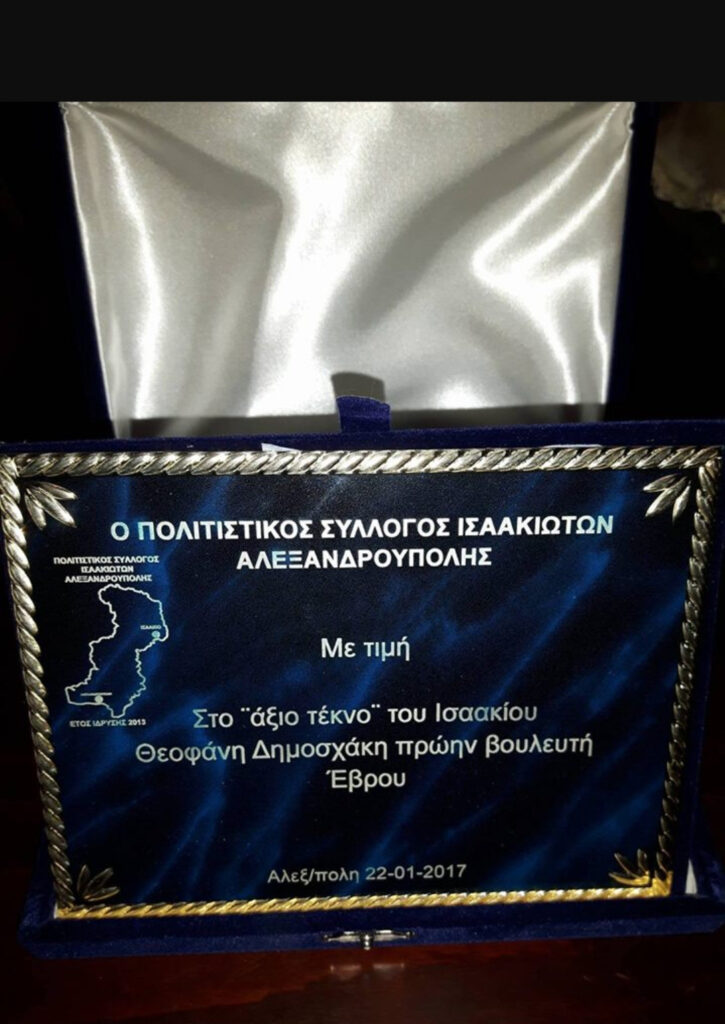 Ο ΠΟΛΙΤΙΣΤΙΚΟΣ ΣΥΛΛΟΓΟΣ ΙΣΑΑΚΙΩΤΩΝ
ΑΛΕΞΑΝΔΡΟΥΠΟΛΗΣ
ΠΟΛΙΤΙΣΤΙΚΟΣ ΣΥΛΛΟΓΟΣ
ΙΣΑΑΚΙΩΤΩΝ
ΑΛΕΞΑΝΔΡΟΥΠΟΛΗΣ
ΙΣΑΑΚΙΟ
ΕΤΟΣ ΙΔΡΥΣΗΣ 2013
Με τιμή
Στο ¨άξιο τέκνο¨ του Ισαακίου
Θεοφάνη Δημοσχάκη πρώην βουλευτή
Έβρου
Αλεξ/πολη 22-01-2017